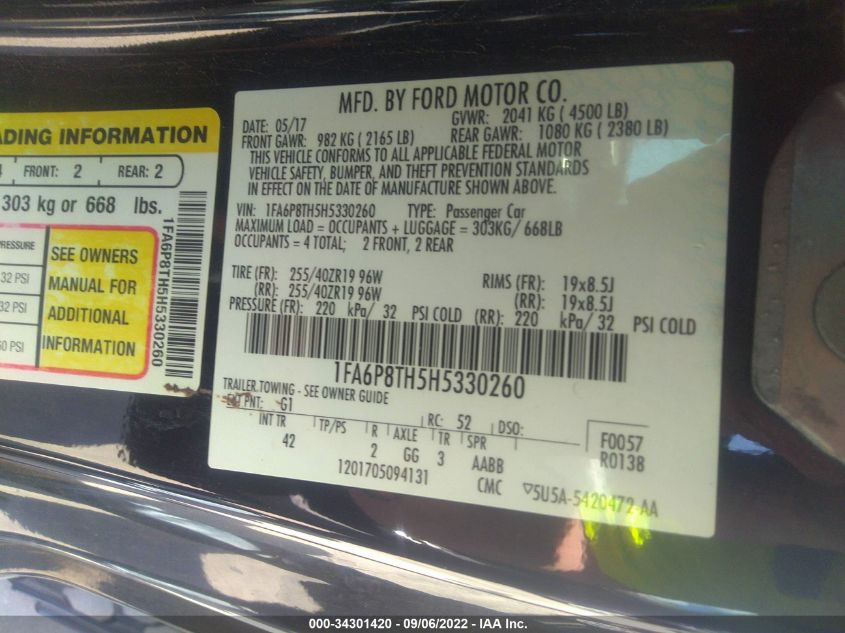 MFD. BY FORD MOTOR CO.
DATE: 05/17 GVWR: 2041 KG ( 4500 LB)
FRONT GAWR: 982 KG ( 2165 LB) REAR GAWR: 1080 KG ( 2380 LB)
THIS VEHICLE CONFORMS TO ALL APPLICABLE FEDERAL MOTOR
VEHICLE SAFETY, BUMPER, AND THEFT PREVENTION STANDARDS
IN EFFECT ON THE DATE OF MANUFACTURE SHOWN ABOVE.
VIN: 1FA6P8TH5H5330260 TYPE: Passenger Car
MAXIMUM LOAD = OCCUPANTS + LUGGAGE = 303KG/ 668LB
OCCUPANTS = 4 TOTAL; 2 FRONT, 2 REAR
TIRE (FR): 255/40ZR19 96W RIMS (FR): 19x8.5J
(RR): 255/40ZR19 96W (RR): 19x8.5J
PRESSURE (FR): 220 kPa/ 32 PSI COLD (RR): 220 kPa/ 32 PSI COLD
1FA6P8TH5H5330260
TRAILER TOWING - SEE OWNER GUIDE
EXT PNT: G1 RC: 52 DSO:
INT TR TP/PS R AXLE TR SPR F0057
42 2 GG 3 AABB R0138
1201705094131 CMC 5U5A-5420472-AA
ADING INFORMATION
FRONT: 2 REAR: 2
303 kg or 668 lbs.
PRESSURE SEE OWNERS
32 PSI MANUAL FOR
32 PSI ADDITIONAL
60 PSI INFORMATION
1FA6P8TH5H5330260
000-34301420 - 09/06/2022 - IAA Inc.